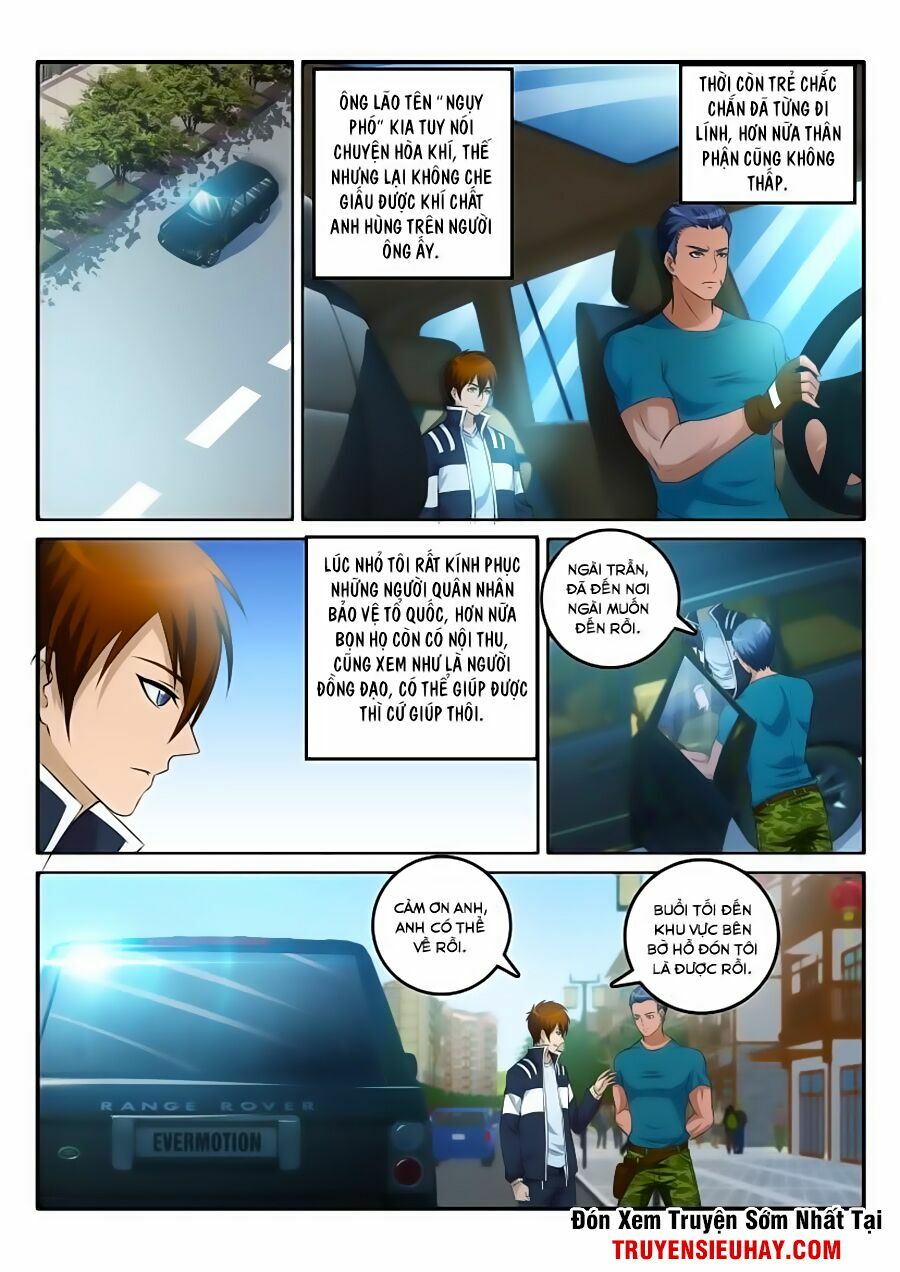 ÔNG LÃO TÊN "NGỤY
PHÓ" KIA TUY NÓI
CHUYỆN HÒA KHÍ, THẾ
NHƯNG LẠI KHÔNG CHE
GIẤU ĐƯỢC KHÍ CHẤT
ANH HÙNG TRÊN NGƯỜI
ÔNG ẤY.
THỜI CÒN TRẺ CHẮC
CHẮN ĐÃ TỪNG ĐI
LÍNH, HƠN NỮA THÂN
PHẬN CŨNG KHÔNG
THẤP.
LÚC NHỎ TÔI RẤT KÍNH PHỤC
NHỮNG NGƯỜI QUÂN NHÂN
BẢO VỆ TỔ QUỐC, HƠN NỮA
BỌN HỌ CÒN CÓ NỘI THU,
CŨNG XEM NHƯ LÀ NGƯỜI
ĐỒNG ĐẠO, CÓ THỂ GIÚP ĐƯỢC
THÌ CỨ GIÚP THÔI.
NGÀI TRẦN,
ĐÃ ĐẾN NƠI
NGÀI MUỐN
ĐẾN RỒI.
CẢM ƠN ANH,
ANH CÓ THỂ
VỀ RỒI.
BUỔI TỐI ĐẾN
KHU VỰC BÊN
BỜ HỒ ĐÓN TÔI
LÀ ĐƯỢC RỒI.
RANGE ROVER
EVERMOTION
Đón Xem Truyện Sớm Nhất Tại
TRUYENSIEUHAY.COM